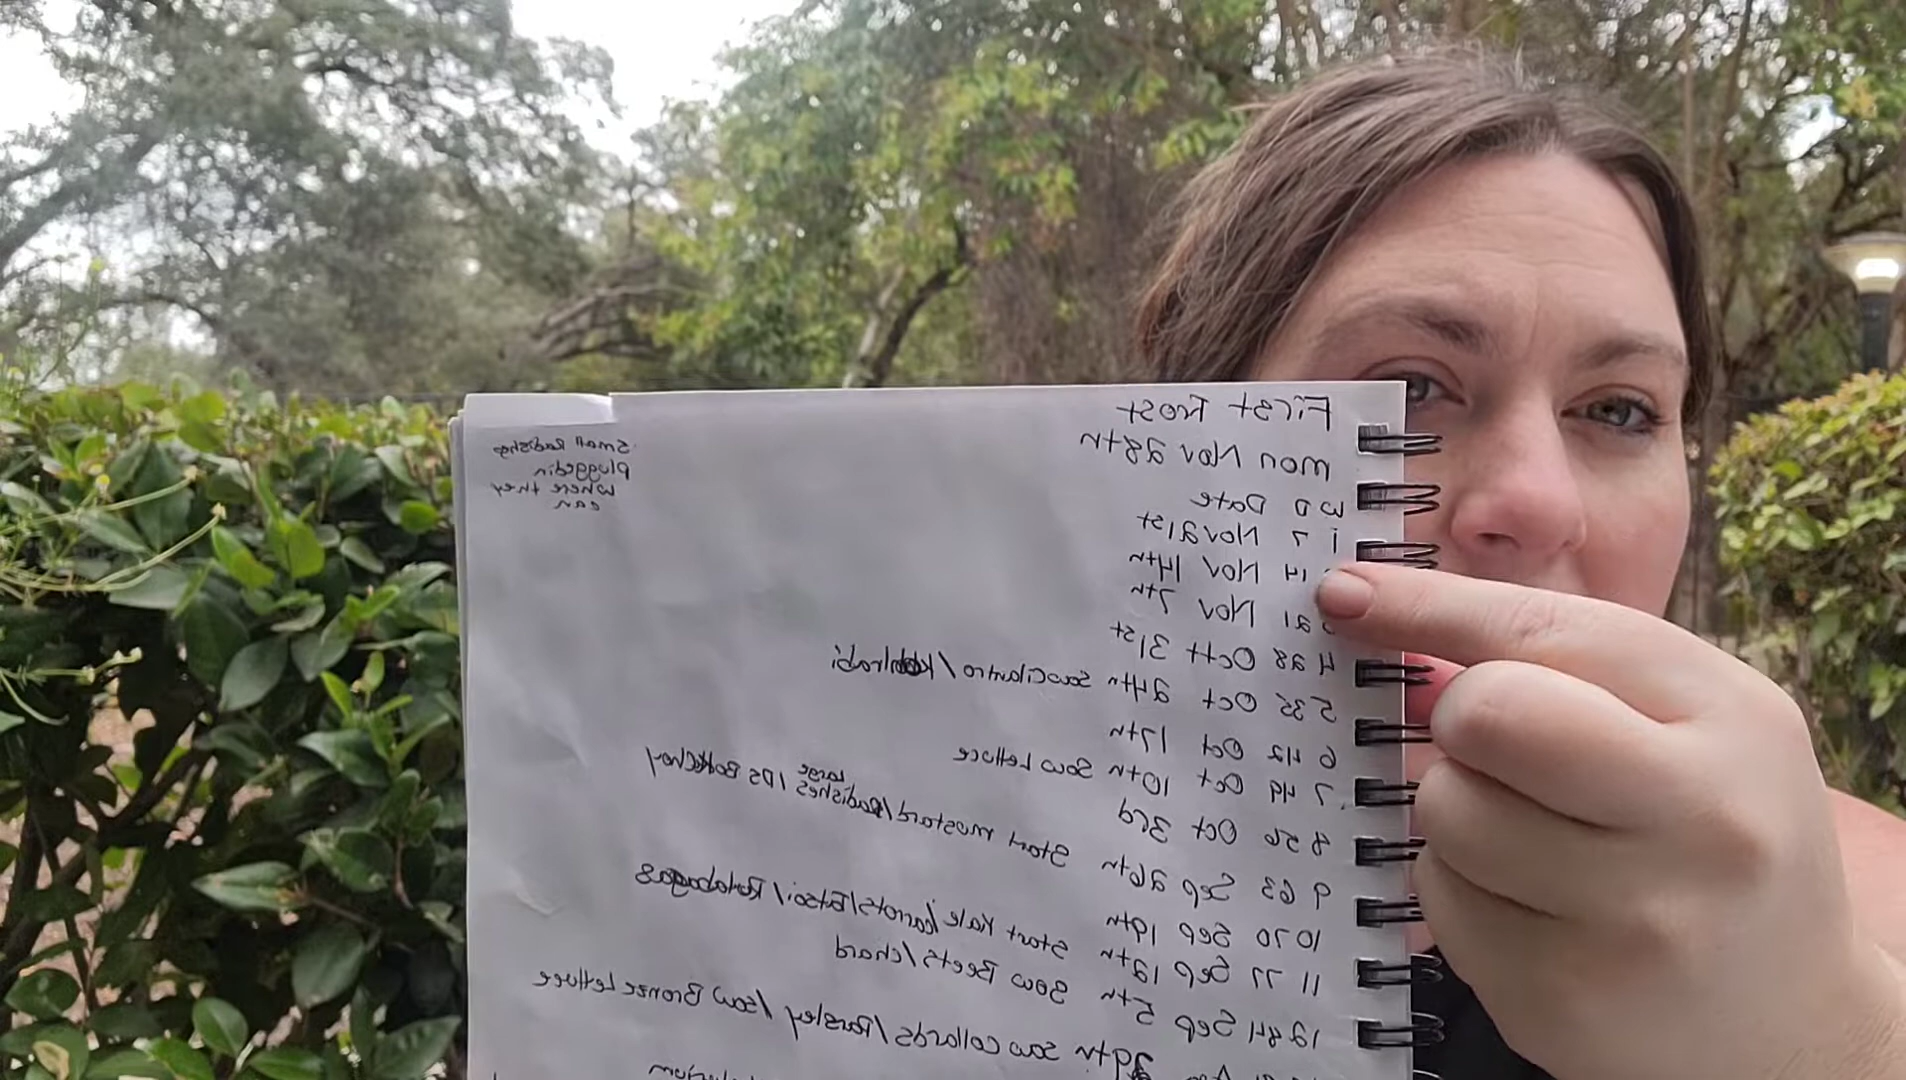 First Frost
Mon Nov 28th
W D Date
1 7 Nov 21st
14 Nov 14th
21 Nov 7th
4 28 Octt 31st
5 35 Oct 24th Sow Cilantro / Kohlrabi
6 42 Oct 17th
7 49 Oct 10th Sow Lettuce
8 56 Oct 3rd
9 63 Sep 26th Start mustard/Radishes large / DS BokChoy
10 70 Sep 19th
11 77 Sep 12th Start Kale/Carrots/Tatsoi/Rutabagas
12 84 Sep 5th Sow Beets/Chard
29th Sow collards/Parsley / Sow Bronze Lettuce
Small Radishes
plugged in
where they
can